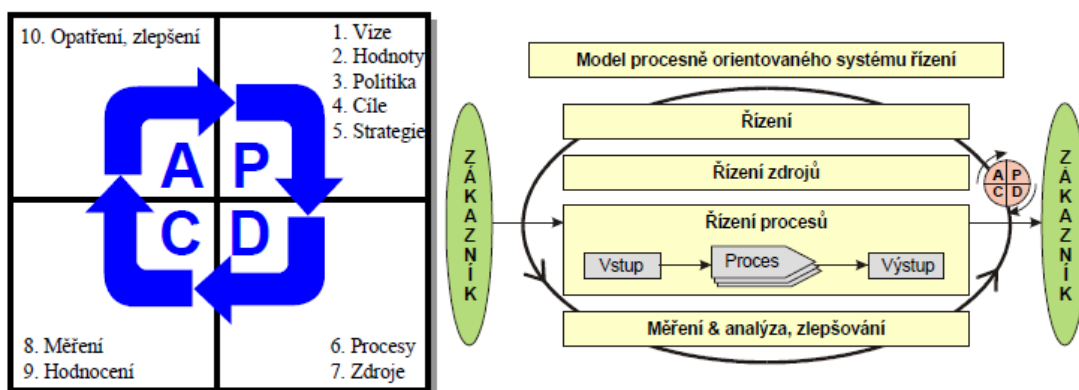 10. Opatření, zlepšení
1. Vize
2. Hodnoty
3. Politika
4. Cíle
5. Strategie
A P
C D
8. Měření
9. Hodnocení
6. Procesy
7. Zdroje
Model procesně orientovaného systému řízení
ZÁKAZNÍK
Řízení
Řízení zdrojů
Řízení procesů
Vstup
Proces
Výstup
Měření & analýza, zlepšování
A P
C D
ZÁKAZNÍK